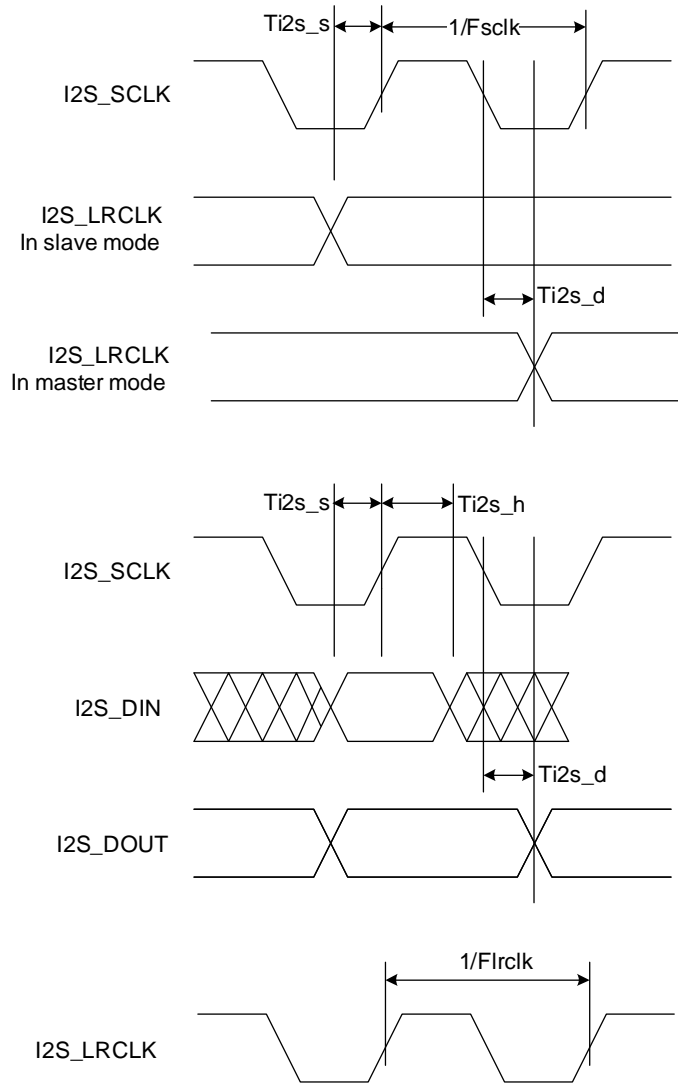 Ti2s_s
1/Fsclk
I2S_SCLK
I2S_LRCLK
In slave mode
Ti2s_d
I2S_LRCLK
In master mode
Ti2s_s
Ti2s_h
I2S_SCLK
I2S_DIN
Ti2s_d
I2S_DOUT
1/Flrclk
I2S_LRCLK